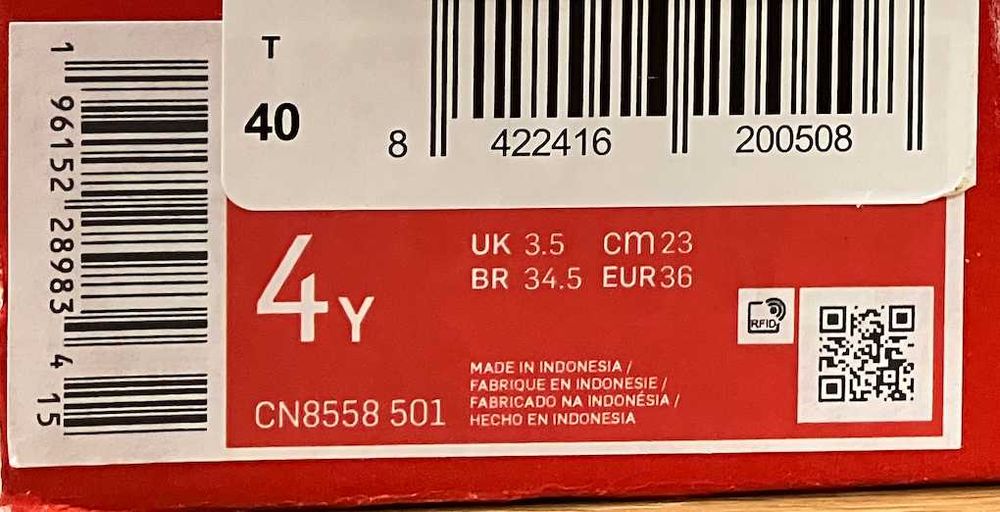 T
40
8 422416 200508
1 96152 28983 4 15
4Y
UK 3.5 cm 23
BR 34.5 EUR 36
RFID
MADE IN INDONESIA /
FABRIQUE EN INDONESIE /
FABRICADO NA INDONÉSIA /
HECHO EN INDONESIA
CN8558 501